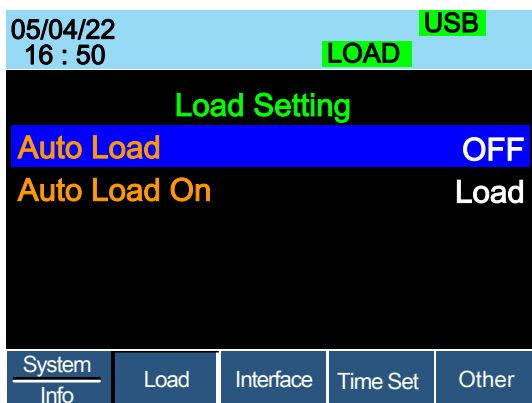 05/04/22
USB
16 : 50
LOAD
Load Setting
Auto Load OFF
Auto Load On Load
System
Info
Load
Interface
Time Set
Other